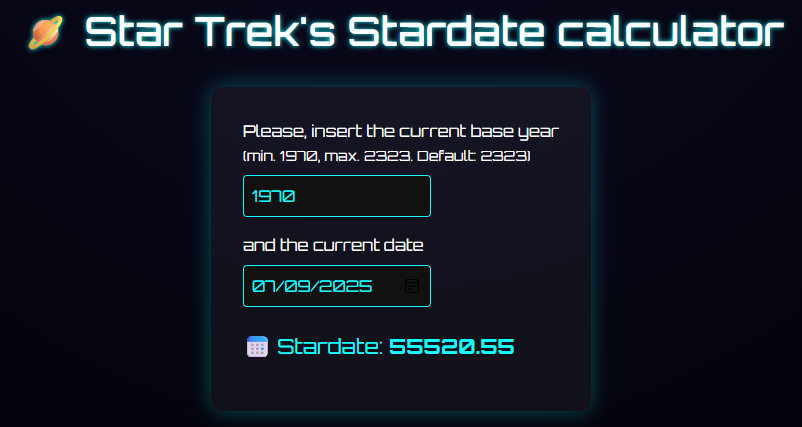 🪐 Star Trek's Stardate calculator
Please, insert the current base year
(min. 1970, max. 2323. Default: 2323)
1970
and the current date
07/09/2025
Stardate: 55520.55